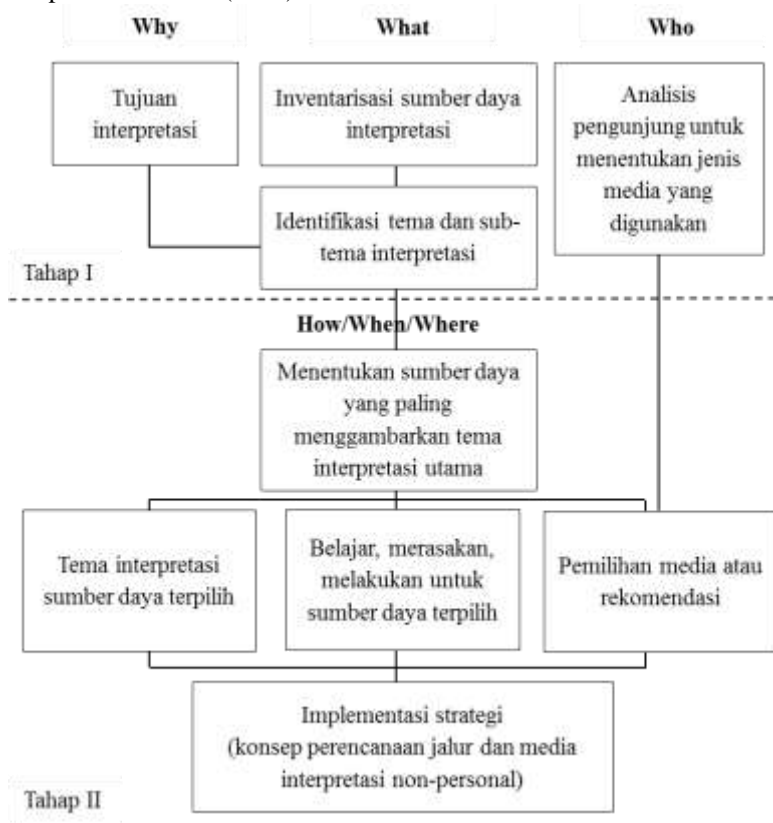 Why
What
Who
Tujuan
interpretasi
Inventarisasi sumber daya
interpretasi
Analisis
pengunjung untuk
menentukan jenis
media yang
digunakan
Identifikasi tema dan sub-
tema interpretasi
Tahap I
How/When/Where
Menentukan sumber daya
yang paling
menggambarkan tema
interpretasi utama
Tema interpretasi
sumber daya terpilih
Belajar, merasakan,
melakukan untuk
sumber daya terpilih
Pemilihan media atau
rekomendasi
Implementasi strategi
(konsep perencanaan jalur dan media
interpretasi non-personal)
Tahap II